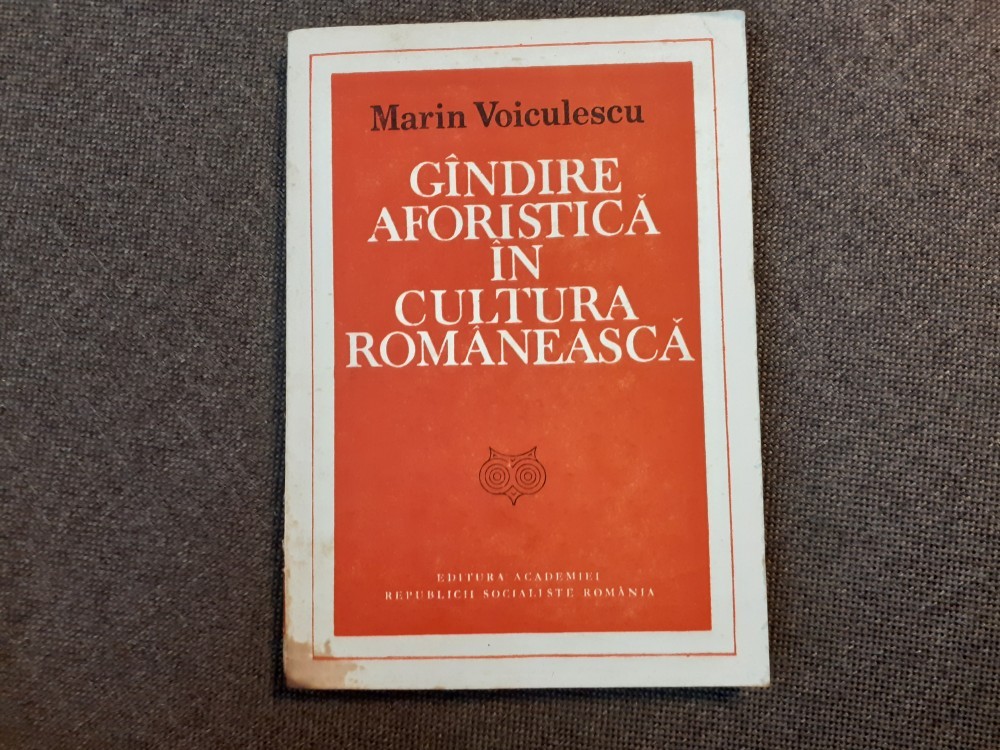 Marin Voiculescu
GÎNDIRE
AFORISTICĂ
ÎN
CULTURA
ROMÂNEASCĂ
EDITURA ACADEMIEI
REPUBLICII SOCIALISTE ROMÂNIA